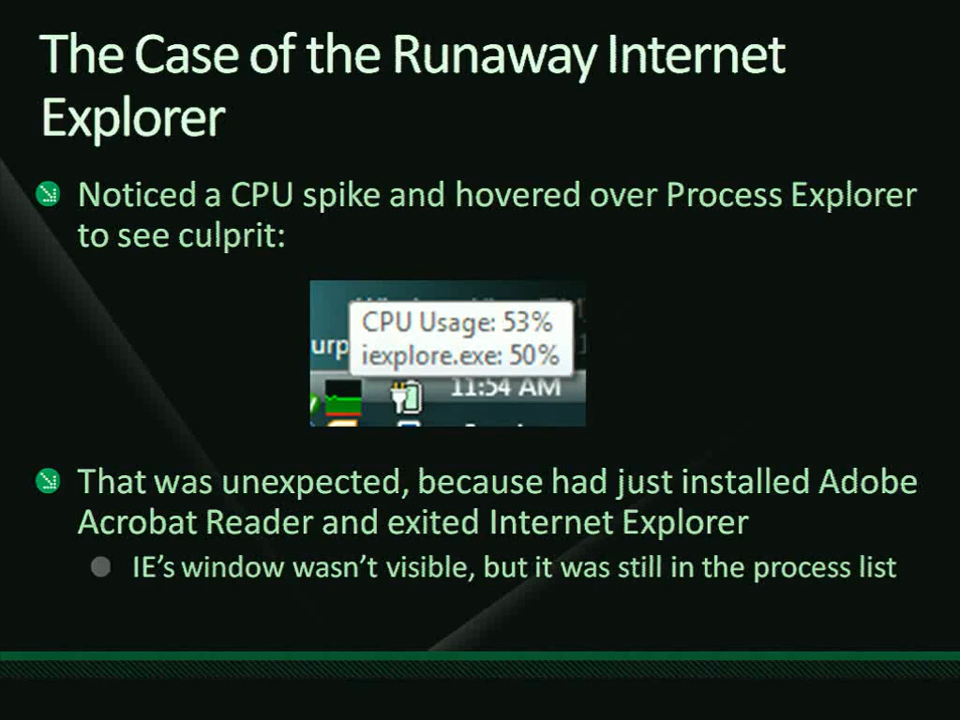 The Case of the Runaway Internet
Explorer
Noticed a CPU spike and hovered over Process Explorer
to see culprit:
CPU Usage: 53%
urp
iexplore.exe: 50%
11:54 AM
That was unexpected, because had just installed Adobe
Acrobat Reader and exited Internet Explorer
IE’s window wasn’t visible, but it was still in the process list